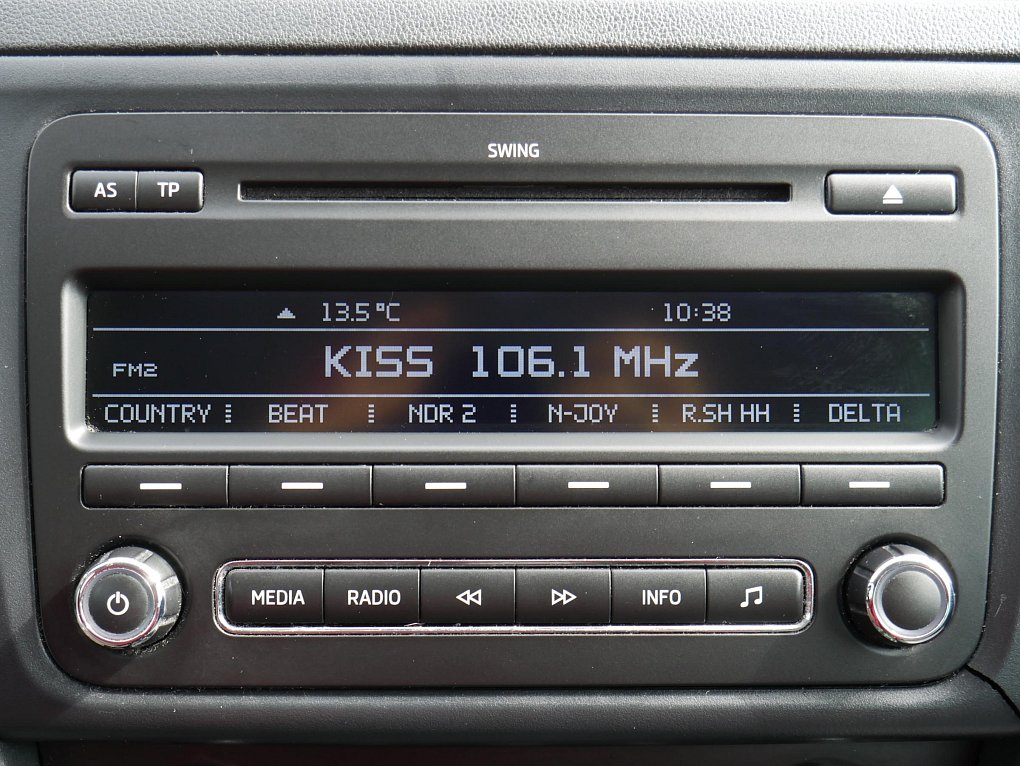 SWING
AS TP
13.5°C 10:38
FM2 KISS 106.1 MHz
COUNTRY BEAT NDR 2 N-JOY R.SH HH DELTA
MEDIA RADIO INFO